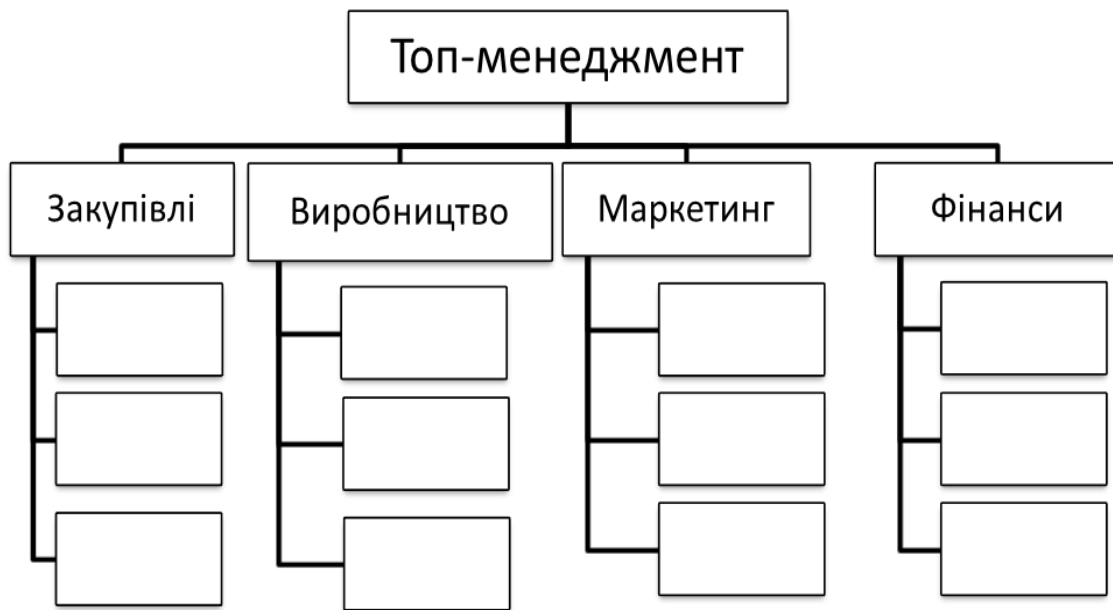 Топ-менеджмент
Закупівлі
Виробництво
Маркетинг
Фінанси